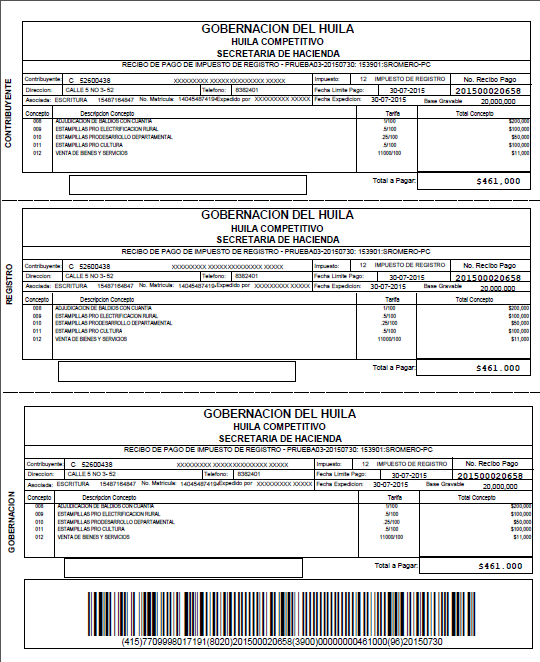 CONTRIBUYENTE
GOBERNACION DEL HUILA
HUILA COMPETITIVO
SECRETARIA DE HACIENDA
RECIBO DE PAGO DE IMPUESTO DE REGISTRO - PRUEBA03-20150730: 153901:SROMERO-PC
Contribuyente: C 52600438 XXXXXXXXX XXXXXXXXXXXXXX XXXXX Impuesto: 12 IMPUESTO DE REGISTRO No. Recibo Pago
Direccion: CALLE 5 NO 3- 52 Telefono: 8382401 Fecha Limite Pago: 30-07-2015 201500020658
Asociada: ESCRITURA 15487164847 No. Matricula: 14045487419 Expedido por XXXXXXXXX XXXXX Fecha Expedicion: 30-07-2015 Base Gravable 20,000,000
Concepto Descripcion Concepto Tarifa Total Concepto
008 ADJUDICACION DE BALDIOS CON CUANTIA 1/100 $200,000
009 ESTAMPILLAS PRO ELECTRIFICACION RURAL .5/100 $100,000
010 ESTAMPILLAS PRODESARROLLO DEPARTAMENTAL .25/100 $50,000
011 ESTAMPILLAS PRO CULTURA .5/100 $100,000
012 VENTA DE BIENES Y SERVICIOS 11000/100 $11,000
Total a Pagar: $461,000
REGISTRO
GOBERNACION DEL HUILA
HUILA COMPETITIVO
SECRETARIA DE HACIENDA
RECIBO DE PAGO DE IMPUESTO DE REGISTRO - PRUEBA03-20150730: 153901:SROMERO-PC
Contribuyente: C 52600438 XXXXXXXXX XXXXXXXXXXXXXX XXXXX Impuesto: 12 IMPUESTO DE REGISTRO No. Recibo Pago
Direccion: CALLE 5 NO 3- 52 Telefono: 8382401 Fecha Limite Pago: 30-07-2015 201500020658
Asociada: ESCRITURA 15487164847 No. Matricula: 14045487419 Expedido por XXXXXXXXX XXXXX Fecha Expedicion: 30-07-2015 Base Gravable 20,000,000
Concepto Descripcion Concepto Tarifa Total Concepto
008 ADJUDICACION DE BALDIOS CON CUANTIA 1/100 $200,000
009 ESTAMPILLAS PRO ELECTRIFICACION RURAL .5/100 $100,000
010 ESTAMPILLAS PRODESARROLLO DEPARTAMENTAL .25/100 $50,000
011 ESTAMPILLAS PRO CULTURA .5/100 $100,000
012 VENTA DE BIENES Y SERVICIOS 11000/100 $11,000
Total a Pagar: $461.000
GOBERNACION
GOBERNACION DEL HUILA
HUILA COMPETITIVO
SECRETARIA DE HACIENDA
RECIBO DE PAGO DE IMPUESTO DE REGISTRO - PRUEBA03-20150730: 153901:SROMERO-PC
Contribuyente: C 52600438 XXXXXXXXX XXXXXXXXXXXXXX XXXXX Impuesto: 12 IMPUESTO DE REGISTRO No. Recibo Pago
Direccion: CALLE 5 NO 3- 52 Telefono: 8382401 Fecha Limite Pago: 30-07-2015 201500020658
Asociada: ESCRITURA 15487164847 No. Matricula: 14045487419 Expedido por XXXXXXXXX XXXXX Fecha Expedicion: 30-07-2015 Base Gravable 20,000,000
Concepto Descripcion Concepto Tarifa Total Concepto
008 ADJUDICACION DE BALDIOS CON CUANTIA 1/100 $200,000
009 ESTAMPILLAS PRO ELECTRIFICACION RURAL .5/100 $100,000
010 ESTAMPILLAS PRODESARROLLO DEPARTAMENTAL .25/100 $50,000
011 ESTAMPILLAS PRO CULTURA .5/100 $100,000
012 VENTA DE BIENES Y SERVICIOS 11000/100 $11,000
Total a Pagar: $461.000
(415)7709998017191(8020)201500020658(3900)00000000461000(96)20150730